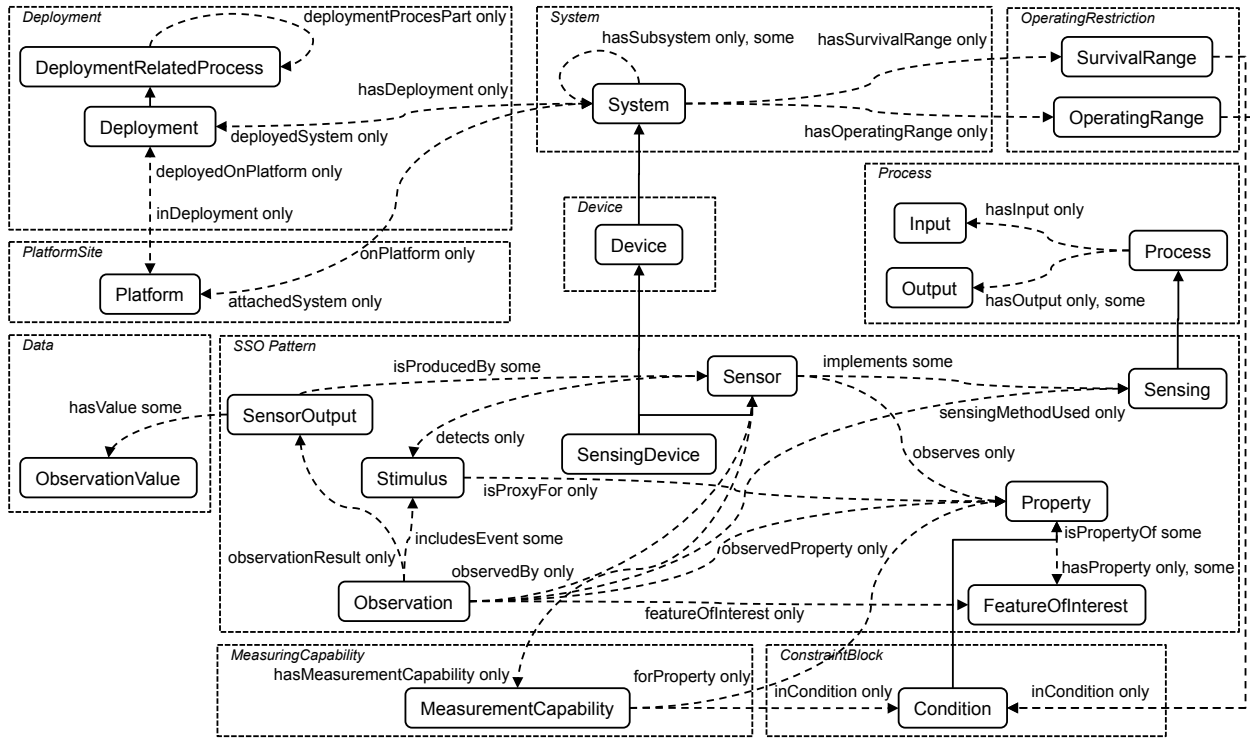 Deployment
deploymentProcesPart only
DeploymentRelatedProcess
hasDeployment only
Deployment
deployedSystem only
deployedOnPlatform only
inDeployment only
System
hasSubsystem only, some
hasSurvivalRange only
System
hasOperatingRange only
OperatingRestriction
SurvivalRange
OperatingRange
PlatformSite
onPlatform only
Platform
attachedSystem only
Device
Device
Process
Input
hasInput only
Process
Output
hasOutput only, some
Data
hasValue some
ObservationValue
SSO Pattern
isProducedBy some
Sensor
implements some
Sensing
SensorOutput
sensingMethodUsed only
detects only
SensingDevice
observes only
Stimulus
isProxyFor only
Property
isPropertyOf some
includesEvent some
observedProperty only
observationResult only
observedBy only
hasProperty only, some
Observation
featureOfInterest only
FeatureOfInterest
MeasuringCapability
hasMeasurementCapability only
forProperty only
MeasurementCapability
ConstraintBlock
inCondition only
Condition
inCondition only